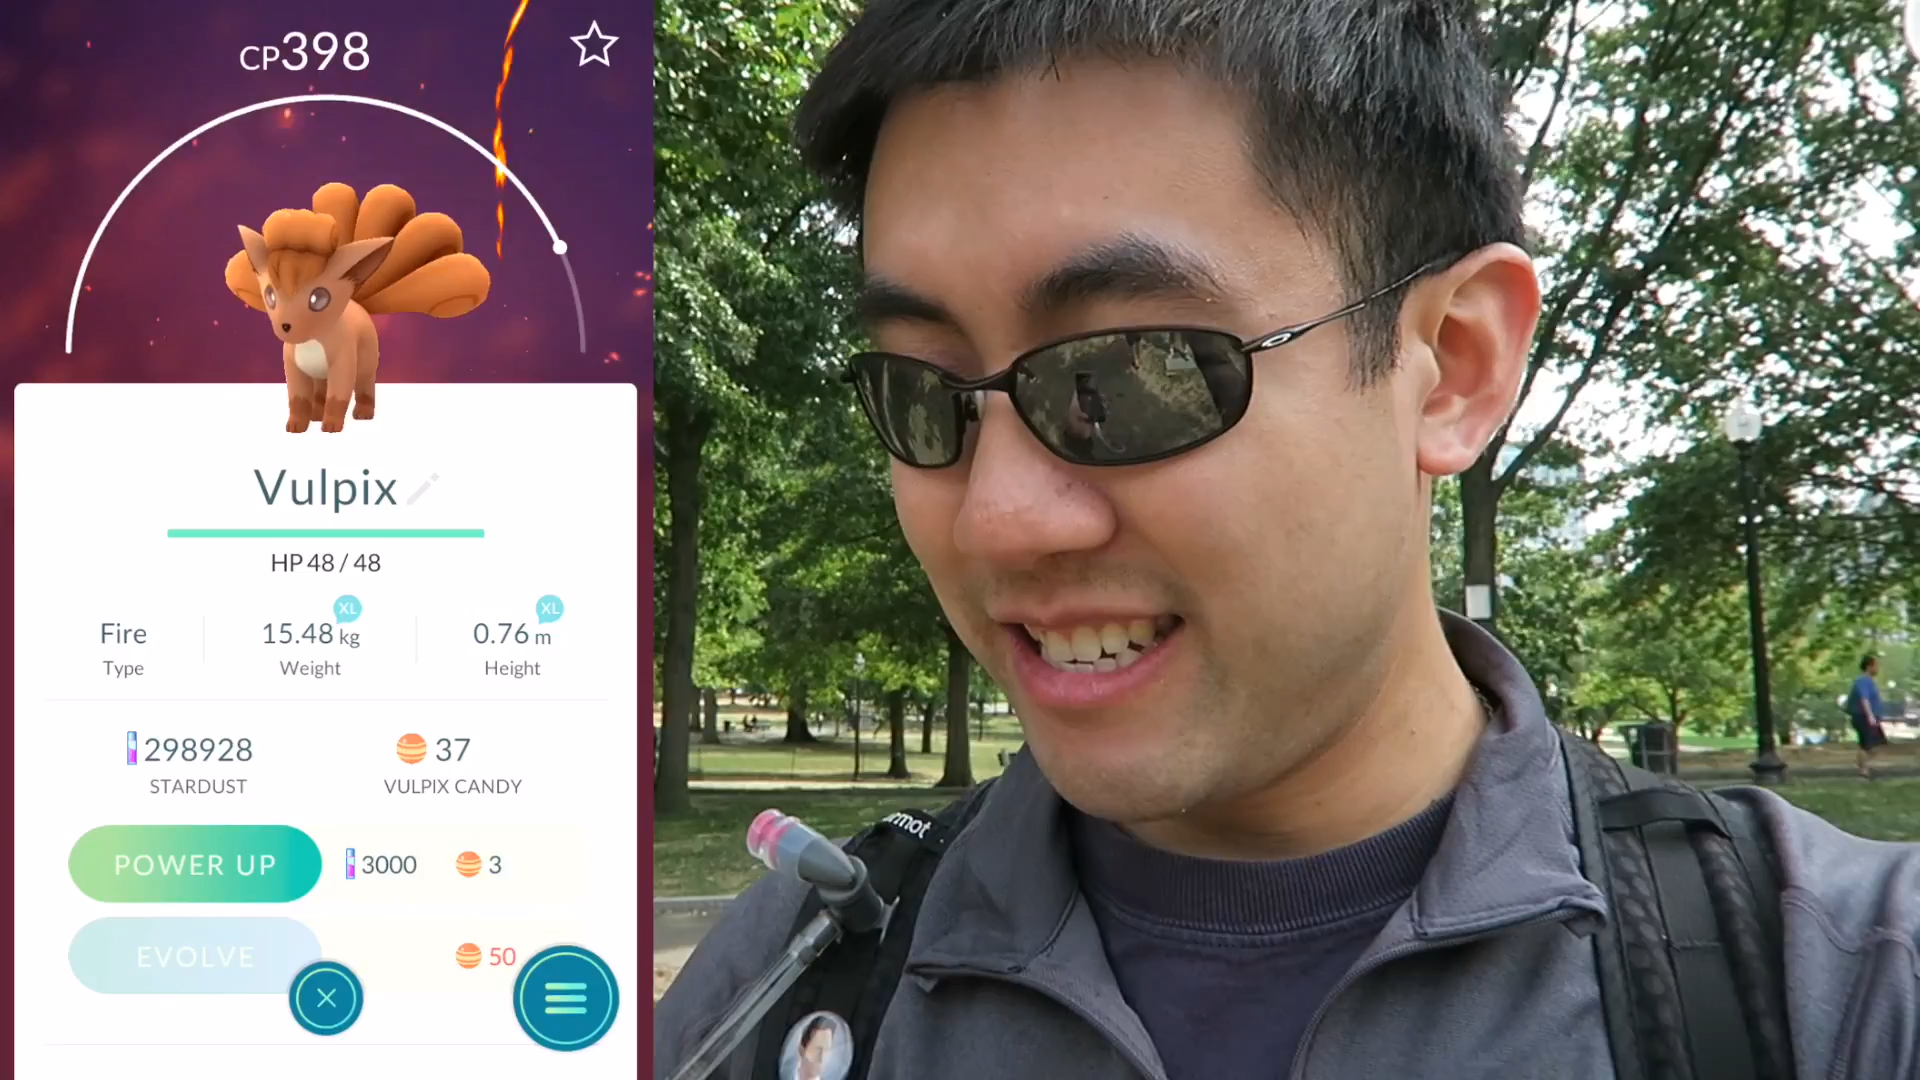 CP398
Vulpix
HP 48 / 48
XL
XL
Fire
15.48 kg
0.76 m
Type
Weight
Height
298928
37
STARDUST
VULPIX CANDY
POWER UP
3000
3
EVOLVE
50